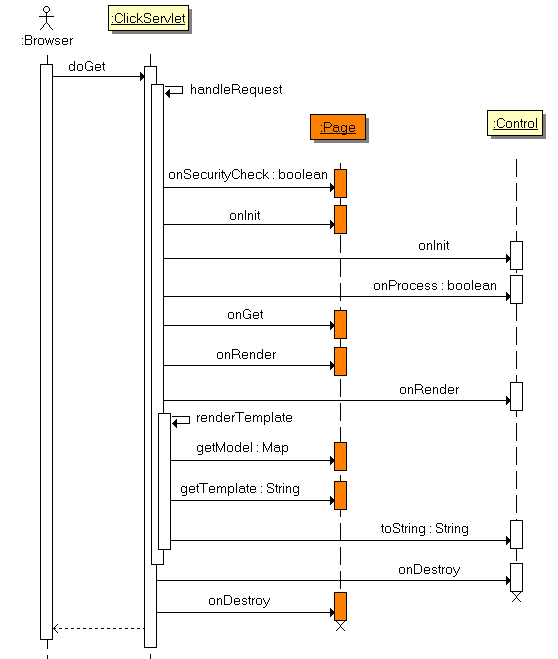 :ClickServlet
:Browser
doGet
handleRequest
:Page
:Control
onSecurityCheck : boolean
onInit
onInit
onProcess : boolean
onGet
onRender
onRender
renderTemplate
getModel : Map
getTemplate : String
toString : String
onDestroy
onDestroy